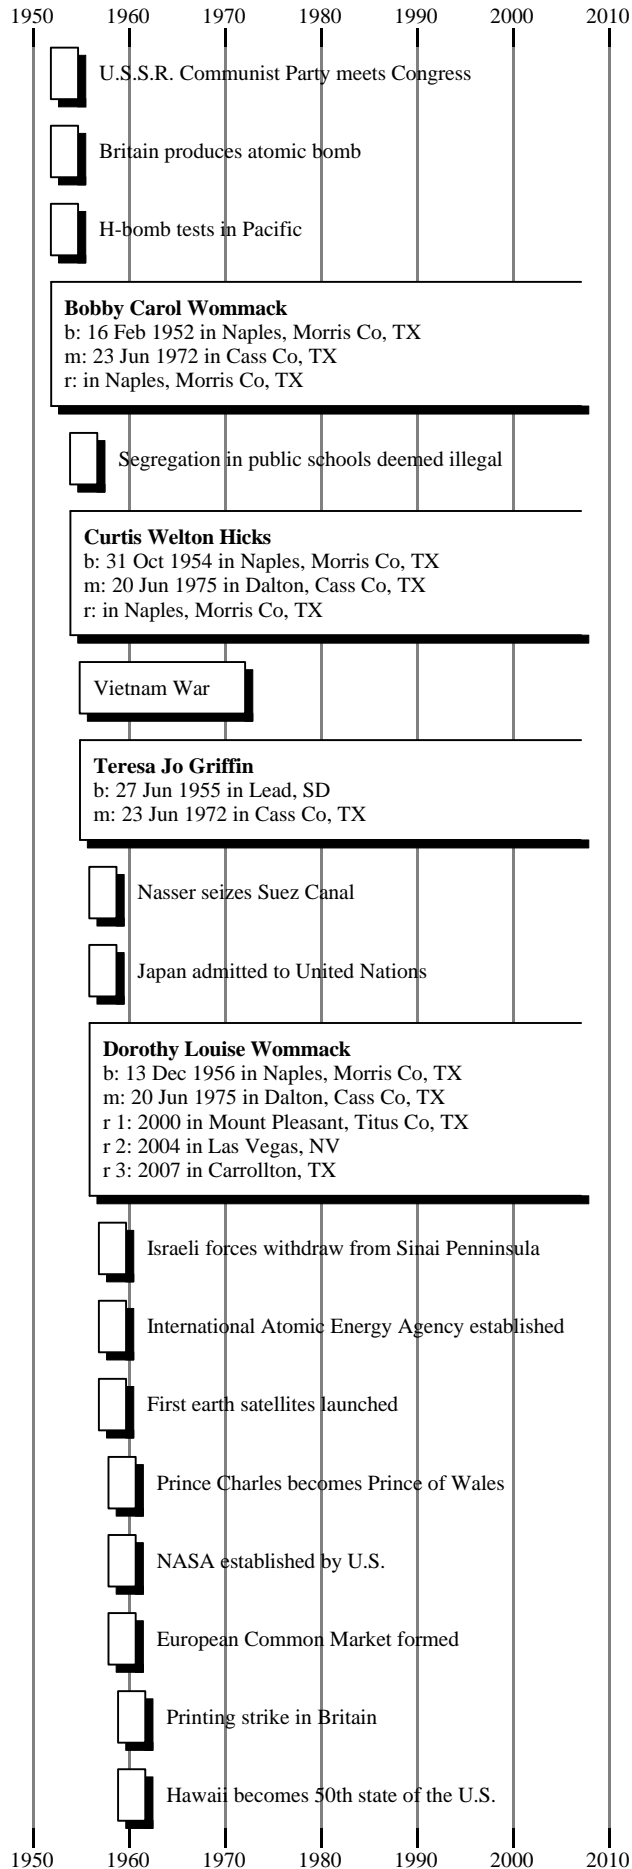 1950 1960 1970 1980 1990 2000 2010
U.S.S.R. Communist Party meets Congress
Britain produces atomic bomb
H-bomb tests in Pacific
Bobby Carol Wommack
b: 16 Feb 1952 in Naples, Morris Co, TX
m: 23 Jun 1972 in Cass Co, TX
r: in Naples, Morris Co, TX
Segregation in public schools deemed illegal
Curtis Welton Hicks
b: 31 Oct 1954 in Naples, Morris Co, TX
m: 20 Jun 1975 in Dalton, Cass Co, TX
r: in Naples, Morris Co, TX
Vietnam War
Teresa Jo Griffin
b: 27 Jun 1955 in Lead, SD
m: 23 Jun 1972 in Cass Co, TX
Nasser seizes Suez Canal
Japan admitted to United Nations
Dorothy Louise Wommack
b: 13 Dec 1956 in Naples, Morris Co, TX
m: 20 Jun 1975 in Dalton, Cass Co, TX
r 1: 2000 in Mount Pleasant, Titus Co, TX
r 2: 2004 in Las Vegas, NV
r 3: 2007 in Carrollton, TX
Israeli forces withdraw from Sinai Penninsula
International Atomic Energy Agency established
First earth satellites launched
Prince Charles becomes Prince of Wales
NASA established by U.S.
European Common Market formed
Printing strike in Britain
Hawaii becomes 50th state of the U.S.
1950 1960 1970 1980 1990 2000 2010